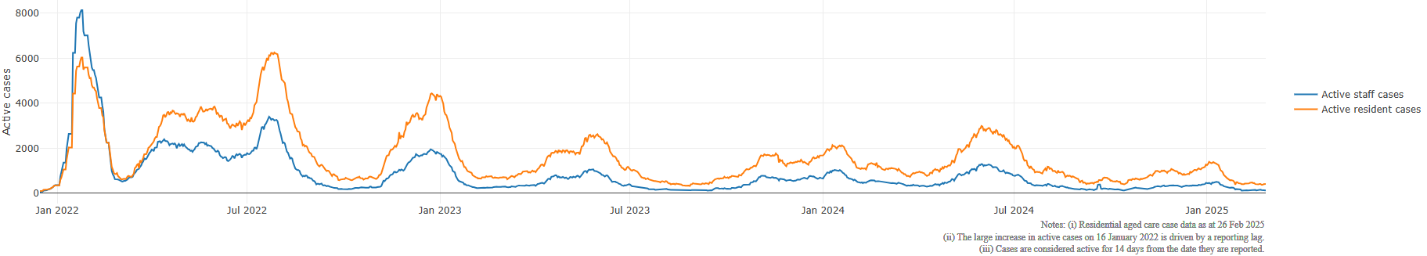 8000
6000
4000
2000
0
Active cases
Jan 2022
Jul 2022
Jan 2023
Jul 2023
Jan 2024
Jul 2024
Jan 2025
Active staff cases
Active resident cases
Notes: (i) Residential aged care case data as at 26 Feb 2025
(ii) The large increase in active cases on 16 January 2022 is driven by a reporting lag.
(iii) Cases are considered active for 14 days from the date they are reported.